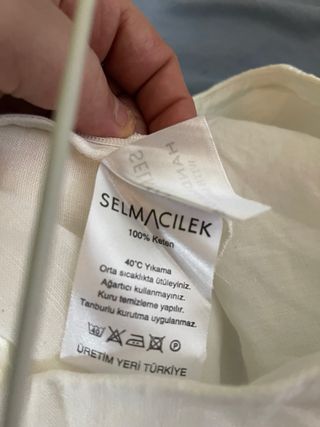 SELMACILEK
100% Keten
40°C Yıkama
Orta sıcaklıkta ütüleyiniz.
Ağartıcı kullanmayınız.
Kuru temizleme yapılır.
Tamburlu kurutma uygulanmaz.
ÜRETİM YERİ TÜRKİYE